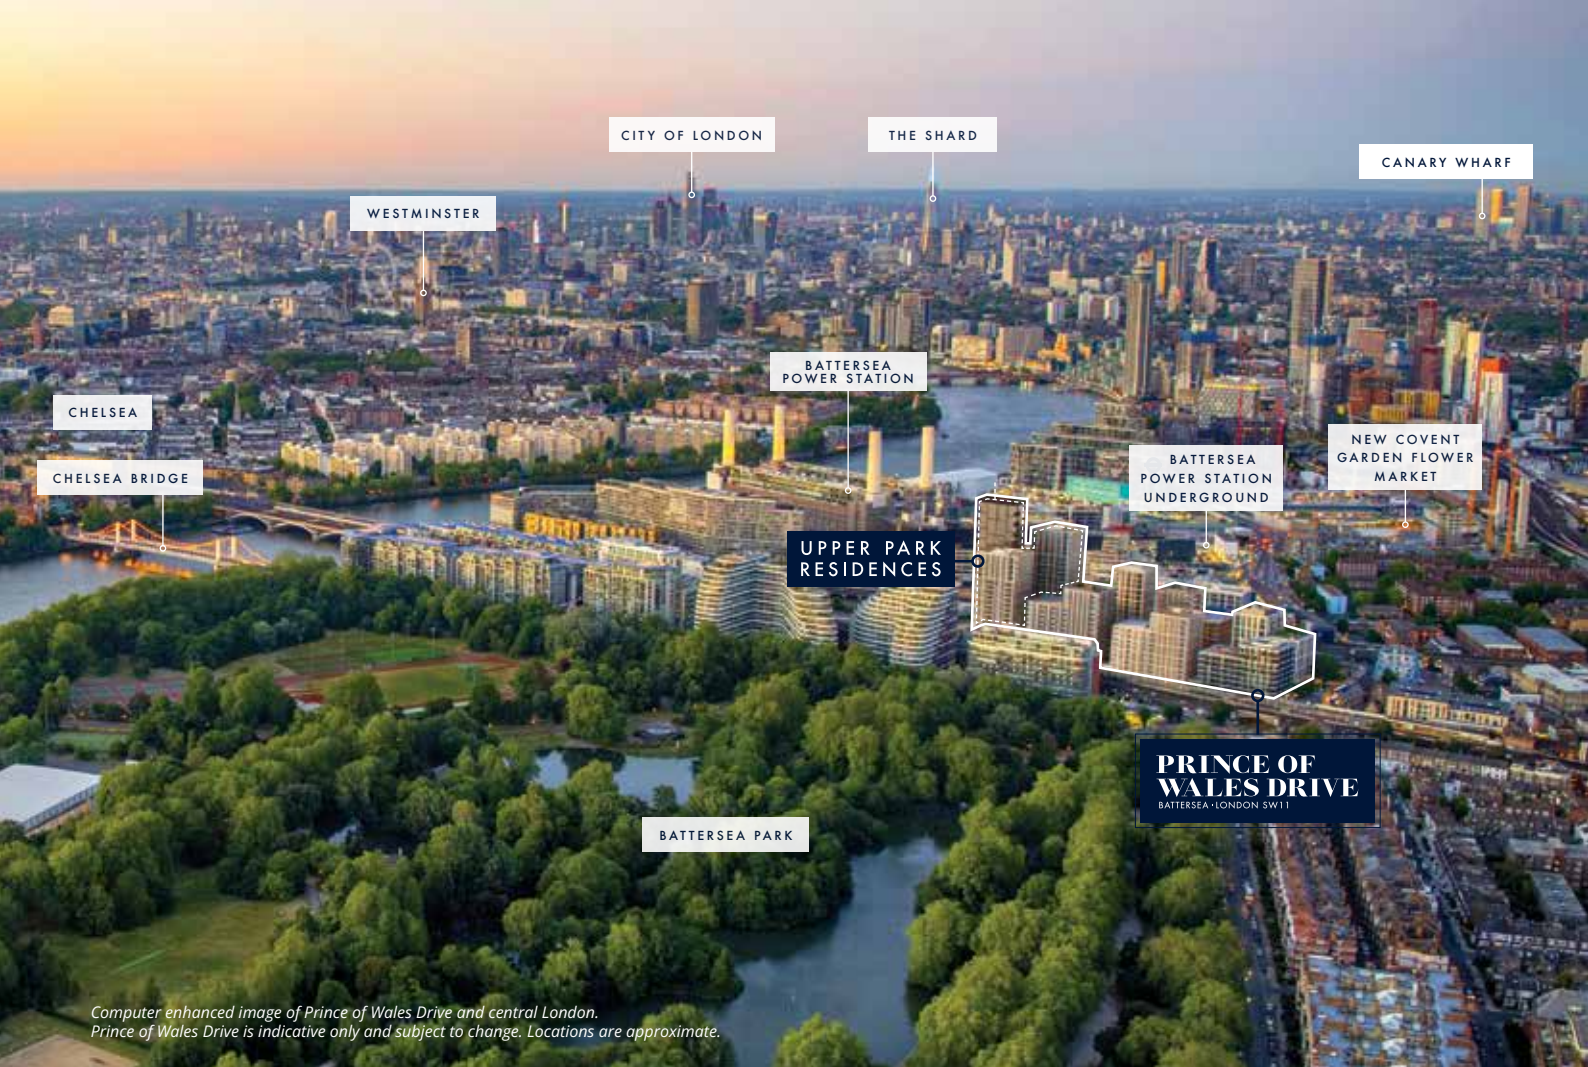 CITY OF LONDON
THE SHARD
CANARY WHARF
WESTMINSTER
BATTERSEA
POWER STATION
CHELSEA
CHELSEA BRIDGE
BATTERSEA
POWER STATION
UNDERGROUND
NEW COVENT
GARDEN FLOWER
MARKET
UPPER PARK
RESIDENCES
PRINCE OF
WALES DRIVE
BATTERSEA • LONDON SW11
BATTERSEA PARK
Computer enhanced image of Prince of Wales Drive and central London.
Prince of Wales Drive is indicative only and subject to change. Locations are approximate.